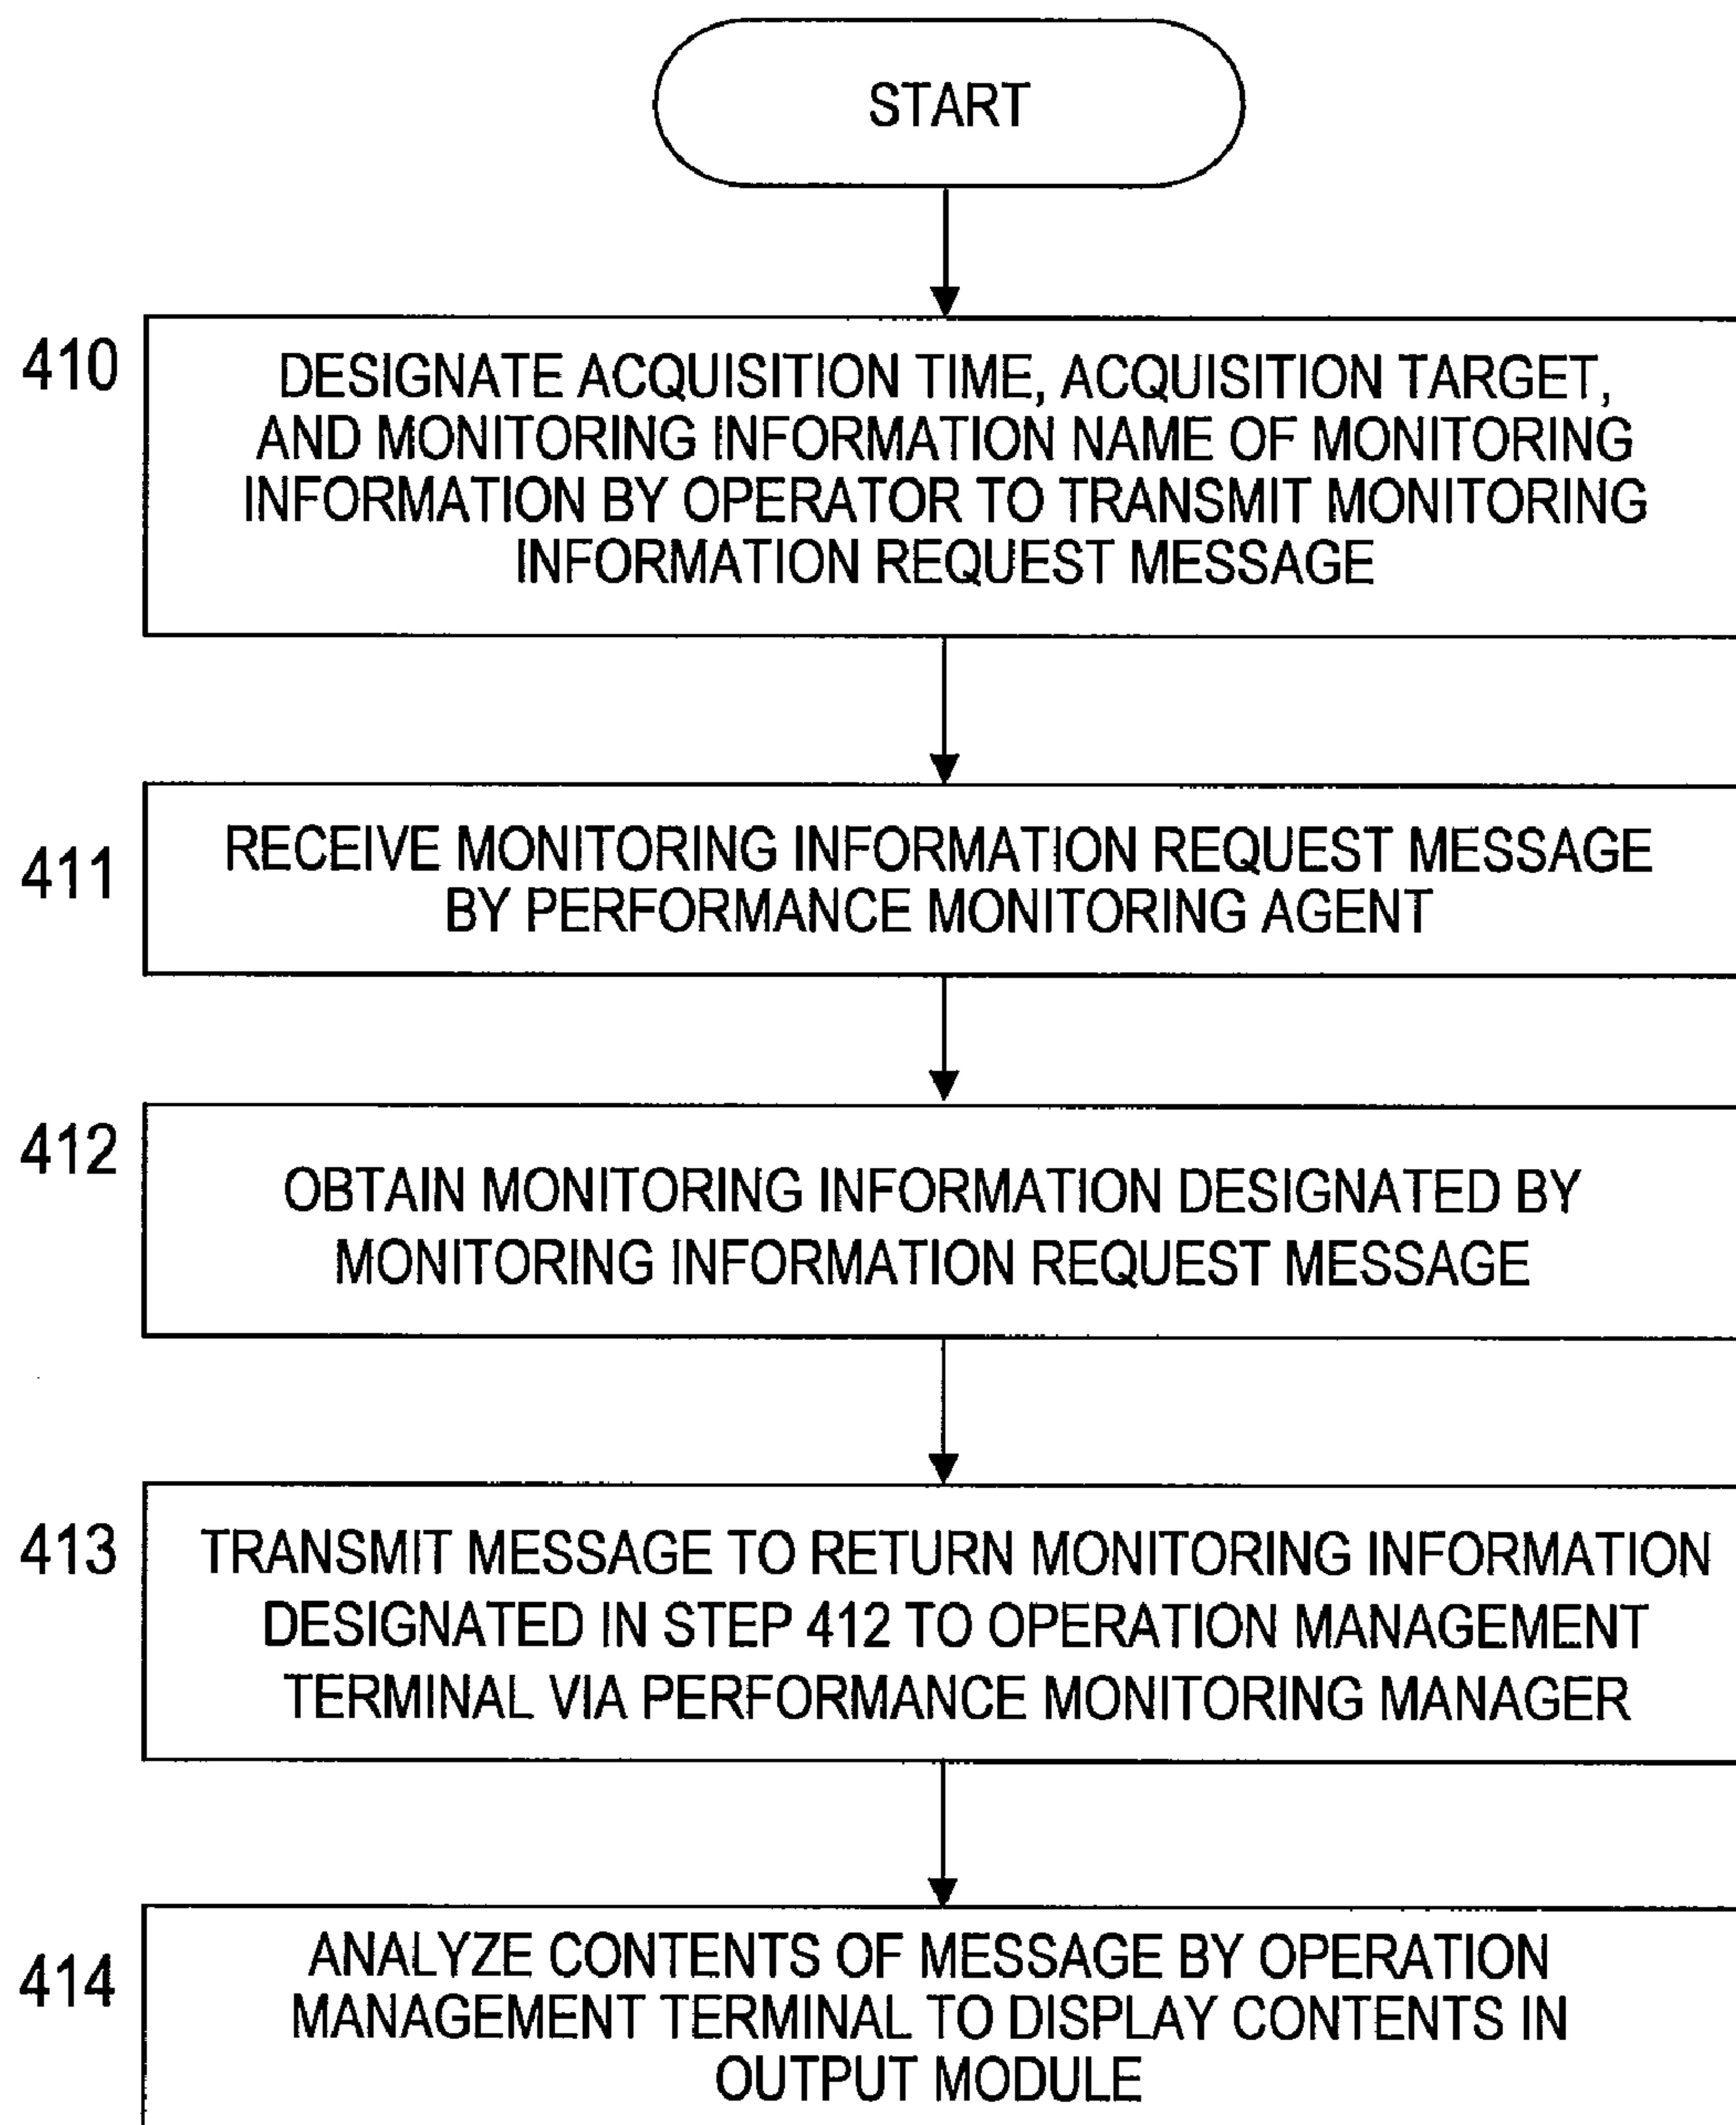 START
410
DESIGNATE ACQUISITION TIME, ACQUISITION TARGET,
AND MONITORING INFORMATION NAME OF MONITORING
INFORMATION BY OPERATOR TO TRANSMIT MONITORING
INFORMATION REQUEST MESSAGE
411
RECEIVE MONITORING INFORMATION REQUEST MESSAGE
BY PERFORMANCE MONITORING AGENT
412
OBTAIN MONITORING INFORMATION DESIGNATED BY
MONITORING INFORMATION REQUEST MESSAGE
413
TRANSMIT MESSAGE TO RETURN MONITORING INFORMATION
DESIGNATED IN STEP 412 TO OPERATION MANAGEMENT
TERMINAL VIA PERFORMANCE MONITORING MANAGER
414
ANALYZE CONTENTS OF MESSAGE BY OPERATION
MANAGEMENT TERMINAL TO DISPLAY CONTENTS IN
OUTPUT MODULE